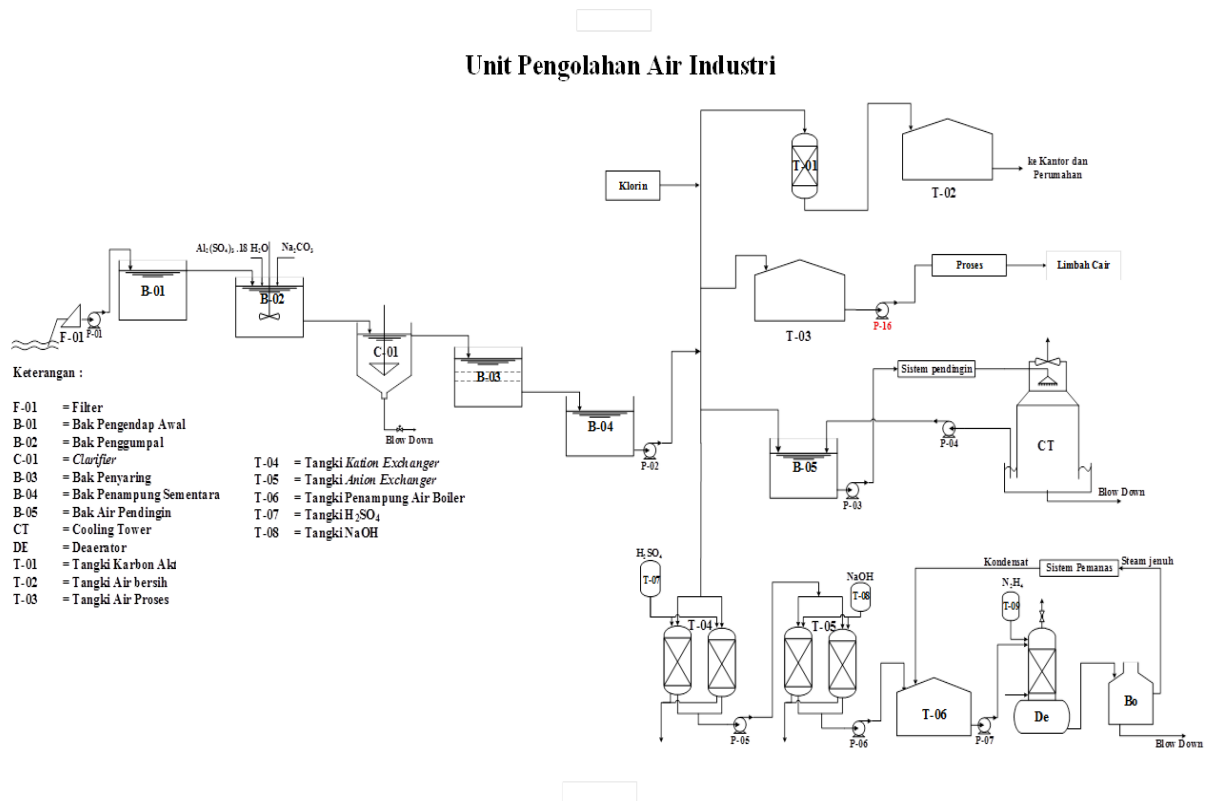 Unit Pengolahan Air Industri
T-01
T-02
ke Kantor dan
Perumahan
Klorin
Al₂(SO₄)₃ .18 H₂O
Na₂CO₃
B-01
B-02
F-01
P-01
C-01
B-03
B-04
P-02
Blow Down
T-03
P-16
Proses
Limbah Cair
Sistem pendingin
B-05
P-03
P-04
CT
Blow Down
Keterangan :
F-01 = Filter
B-01 = Bak Pengendap Awal
B-02 = Bak Penggumpal
C-01 = Clarifier
B-03 = Bak Penyaring
B-04 = Bak Penampung Sementara
B-05 = Bak Air Pendingin
CT = Cooling Tower
DE = Deaerator
T-01 = Tangki Karbon Akt
T-02 = Tangki Air bersih
T-03 = Tangki Air Proses
T-04 = Tangki Kation Exchanger
T-05 = Tangki Anion Exchanger
T-06 = Tangki Penampung Air Boiler
T-07 = Tangki H₂SO₄
T-08 = Tangki NaOH
H₂SO₄
T-07
T-04
P-05
NaOH
T-08
T-05
P-06
Kondensat
Sistem Pemanas
Steam jenuh
N₂H₄
T-09
T-06
P-07
De
Bo
Blow Down